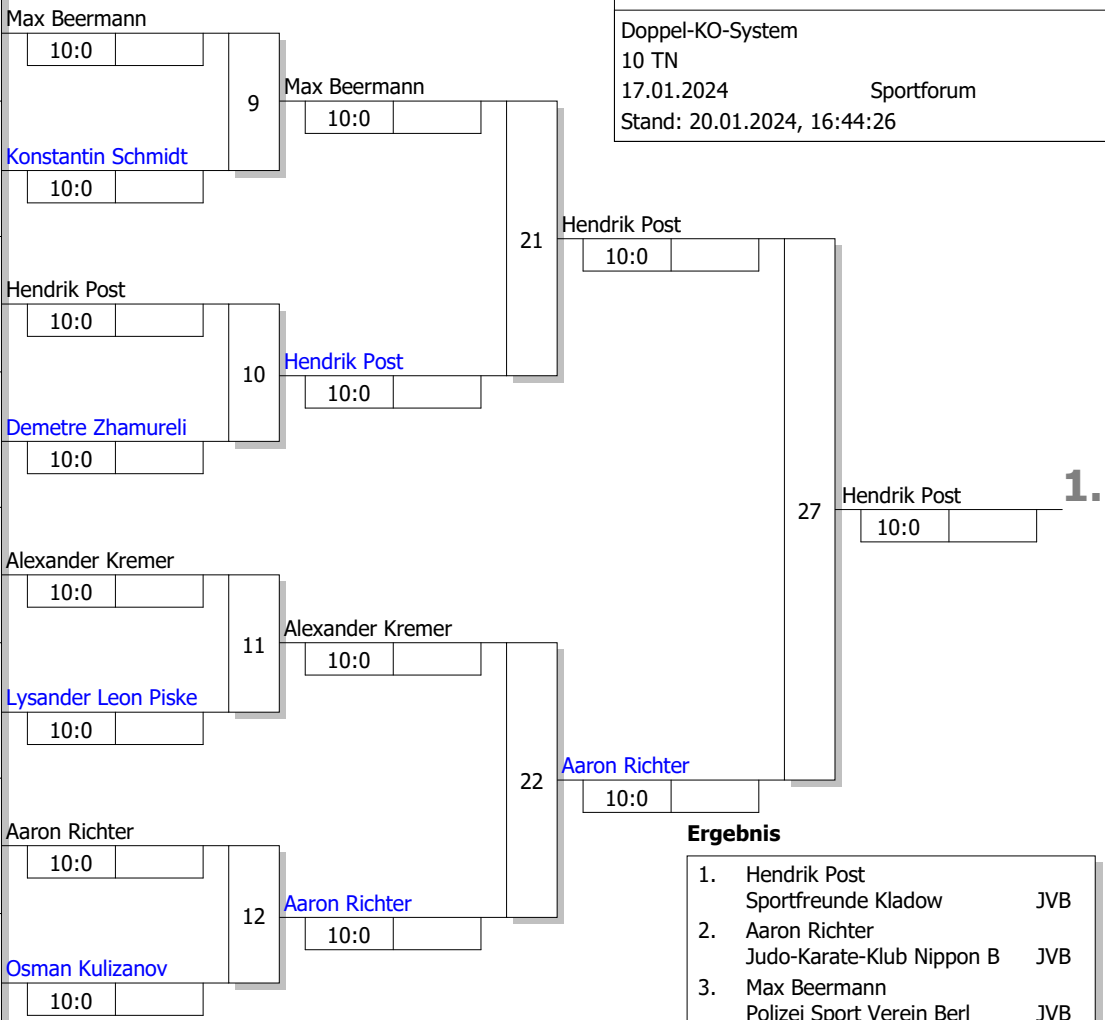 Max Beermann
10:0
9
Konstantin Schmidt
10:0
Max Beermann
10:0
Hendrik Post
10:0
10
Demetre Zhamureli
10:0
Hendrik Post
10:0
21
Hendrik Post
10:0
Alexander Kremer
10:0
11
Lysander Leon Piske
10:0
Alexander Kremer
10:0
Aaron Richter
10:0
12
Osman Kulizanov
10:0
Aaron Richter
10:0
22
Aaron Richter
10:0
27
Hendrik Post
10:0
1.
Doppel-KO-System
10 TN
17.01.2024 Sportforum
Stand: 20.01.2024, 16:44:26
Ergebnis
1. Hendrik Post
Sportfreunde Kladow JVB
2. Aaron Richter
Judo-Karate-Klub Nippon B JVB
3. Max Beermann
Polizei Sport Verein Berl JVB